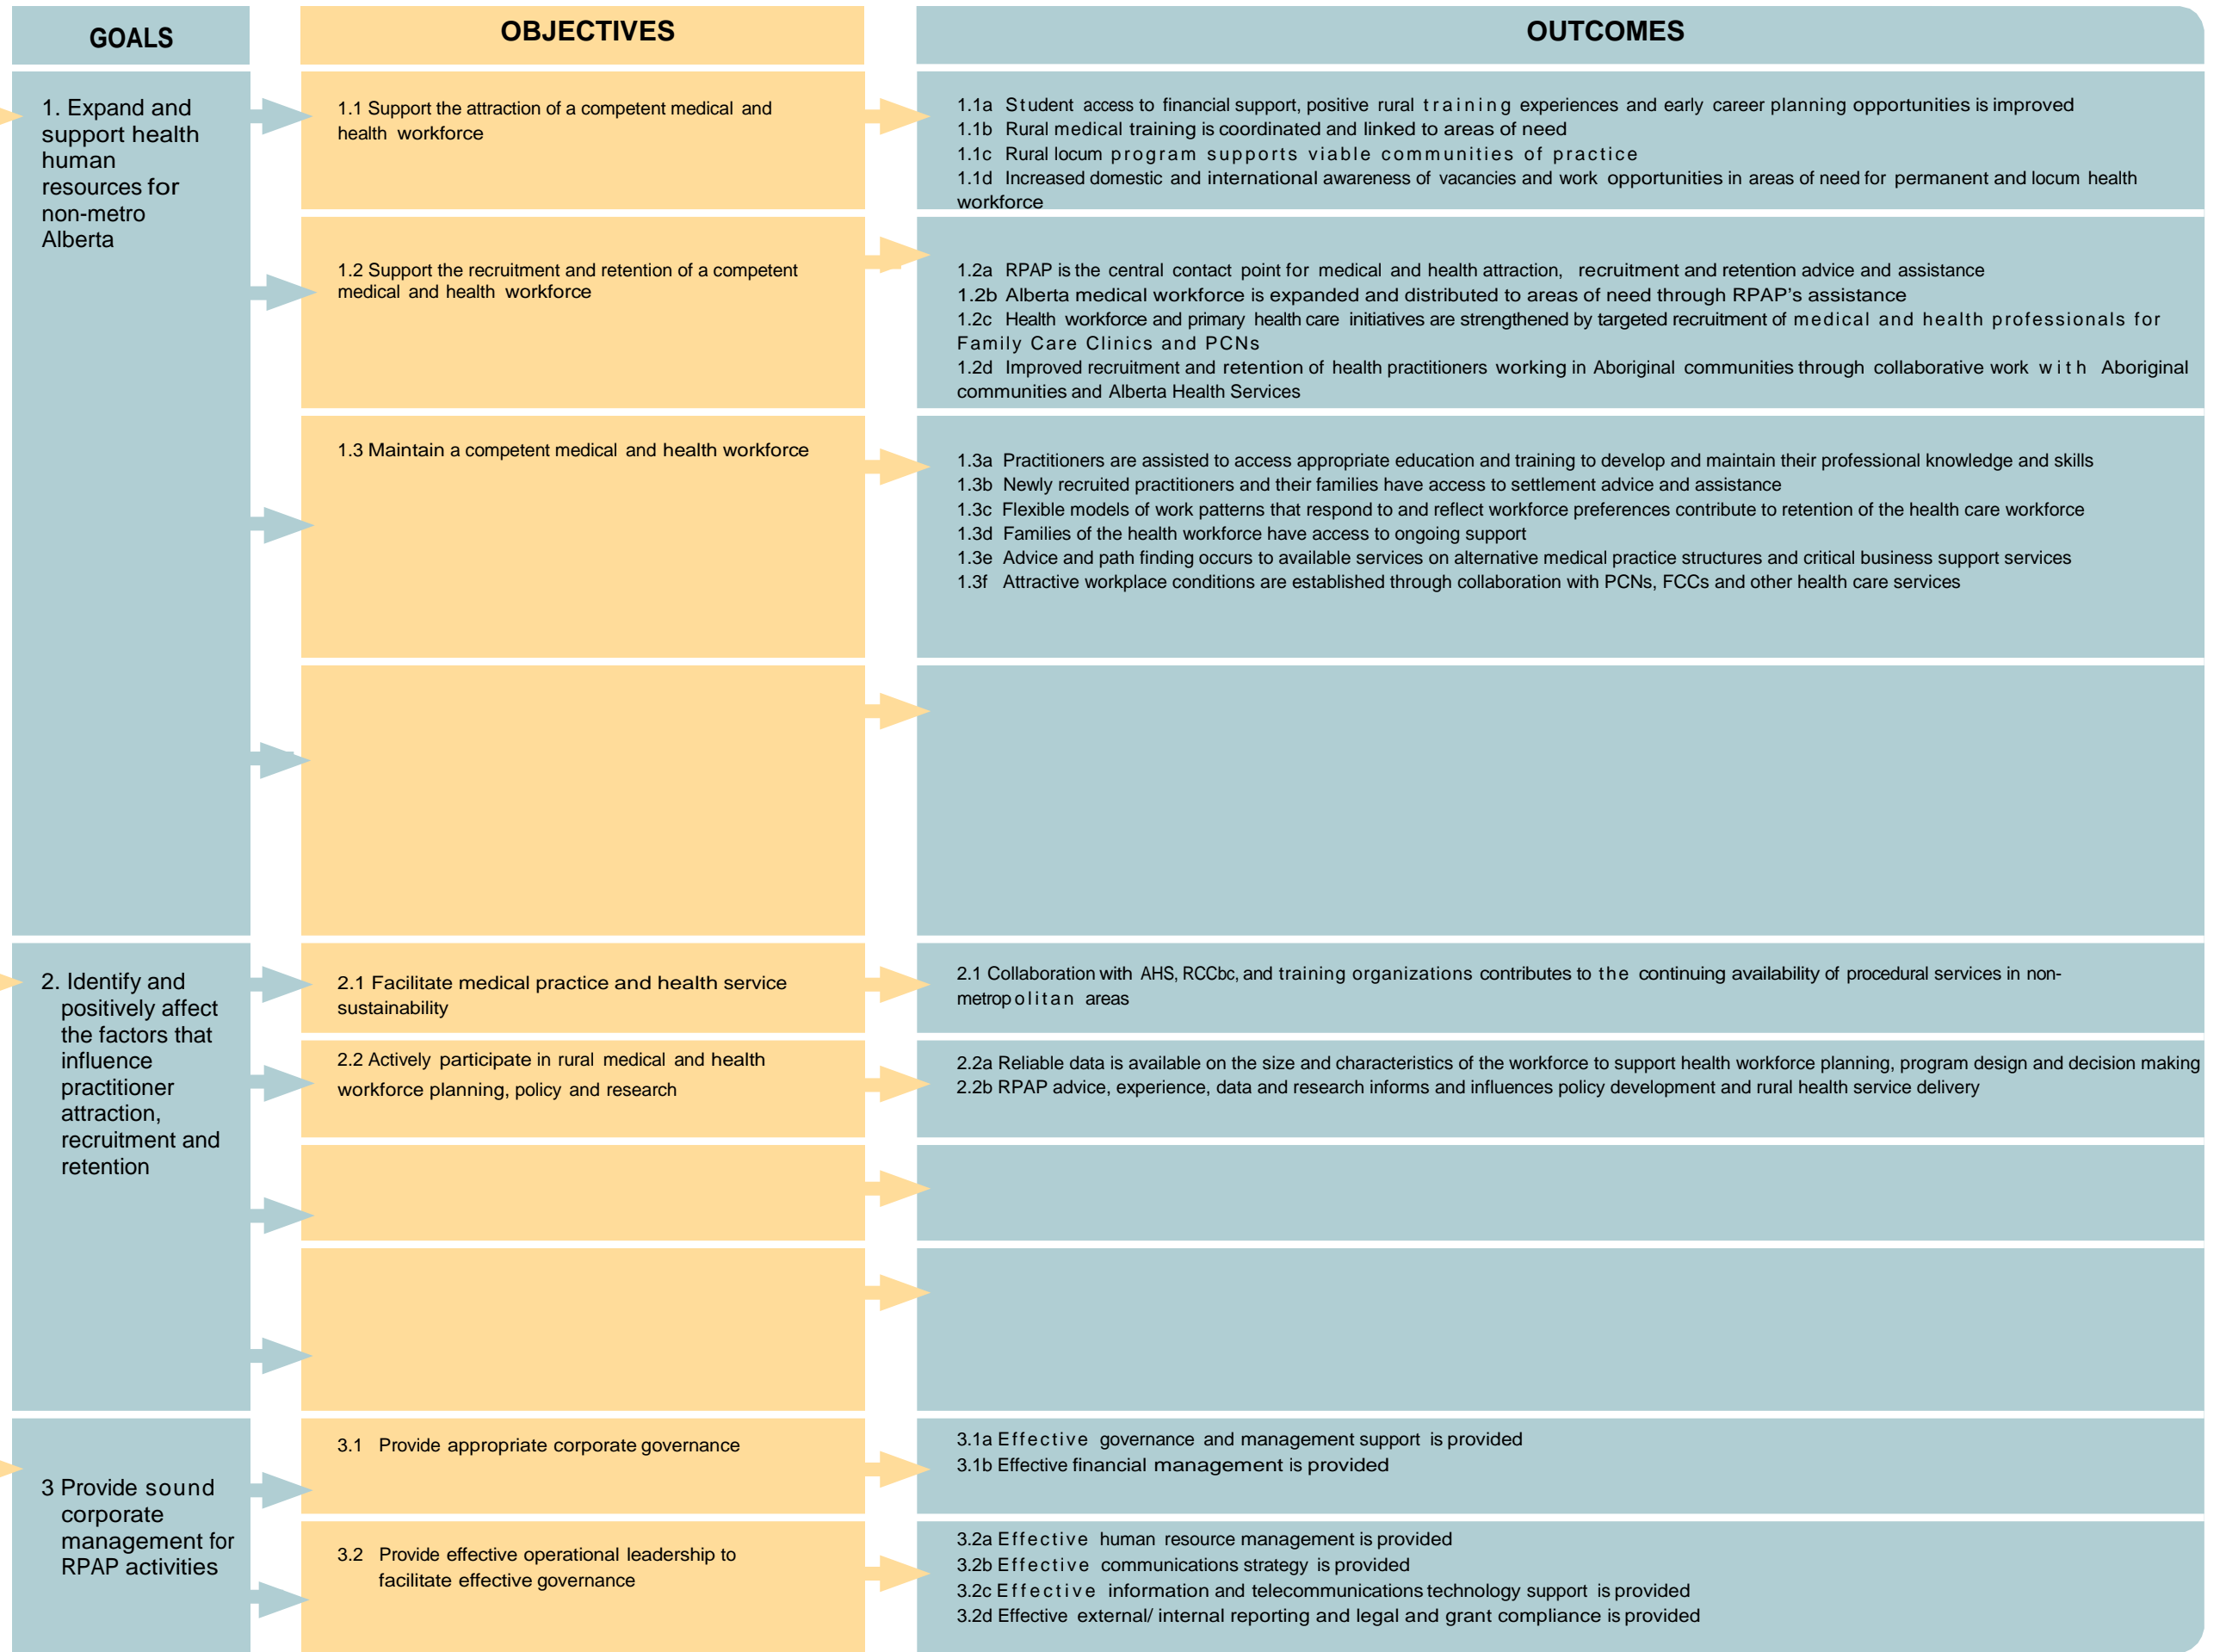 GOALS
OBJECTIVES
OUTCOMES
1. Expand and
support health
human
resources for
non-metro
Alberta
1.1 Support the attraction of a competent medical and
health workforce
1.1a Student access to financial support, positive rural training experiences and early career planning opportunities is improved
1.1b Rural medical training is coordinated and linked to areas of need
1.1c Rural locum program supports viable communities of practice
1.1d Increased domestic and international awareness of vacancies and work opportunities in areas of need for permanent and locum health
workforce
1.2 Support the recruitment and retention of a competent
medical and health workforce
1.2a RPAP is the central contact point for medical and health attraction, recruitment and retention advice and assistance
1.2b Alberta medical workforce is expanded and distributed to areas of need through RPAP's assistance
1.2c Health workforce and primary health care initiatives are strengthened by targeted recruitment of medical and health professionals for
Family Care Clinics and PCNs
1.2d Improved recruitment and retention of health practitioners working in Aboriginal communities through collaborative work with Aboriginal
communities and Alberta Health Services
1.3 Maintain a competent medical and health workforce
1.3a Practitioners are assisted to access appropriate education and training to develop and maintain their professional knowledge and skills
1.3b Newly recruited practitioners and their families have access to settlement advice and assistance
1.3c Flexible models of work patterns that respond to and reflect workforce preferences contribute to retention of the health care workforce
1.3d Families of the health workforce have access to ongoing support
1.3e Advice and path finding occurs to available services on alternative medical practice structures and critical business support services
1.3f Attractive workplace conditions are established through collaboration with PCNs, FCCs and other health care services
2. Identify and
positively affect
the factors that
influence
practitioner
attraction,
recruitment and
retention
2.1 Facilitate medical practice and health service
sustainability
2.1 Collaboration with AHS, RCCbc, and training organizations contributes to the continuing availability of procedural services in non-
metropolitan areas
2.2 Actively participate in rural medical and health
workforce planning, policy and research
2.2a Reliable data is available on the size and characteristics of the workforce to support health workforce planning, program design and decision making
2.2b RPAP advice, experience, data and research informs and influences policy development and rural health service delivery
3 Provide sound
corporate
management for
RPAP activities
3.1 Provide appropriate corporate governance
3.1a Effective governance and management support is provided
3.1b Effective financial management is provided
3.2 Provide effective operational leadership to
facilitate effective governance
3.2a Effective human resource management is provided
3.2b Effective communications strategy is provided
3.2c Effective information and telecommunications technology support is provided
3.2d Effective external/ internal reporting and legal and grant compliance is provided